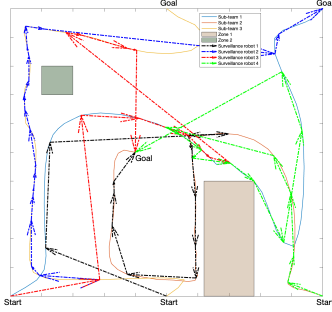 Goal
Goa
Sub-team 1
Sub-team 2
Sub-team 3
Zone 1
Zone 2
Surveillance robot 1
Surveillance robot 2
Surveillance robot 3
Surveillance robot 4
Goal
Start
Start
Star